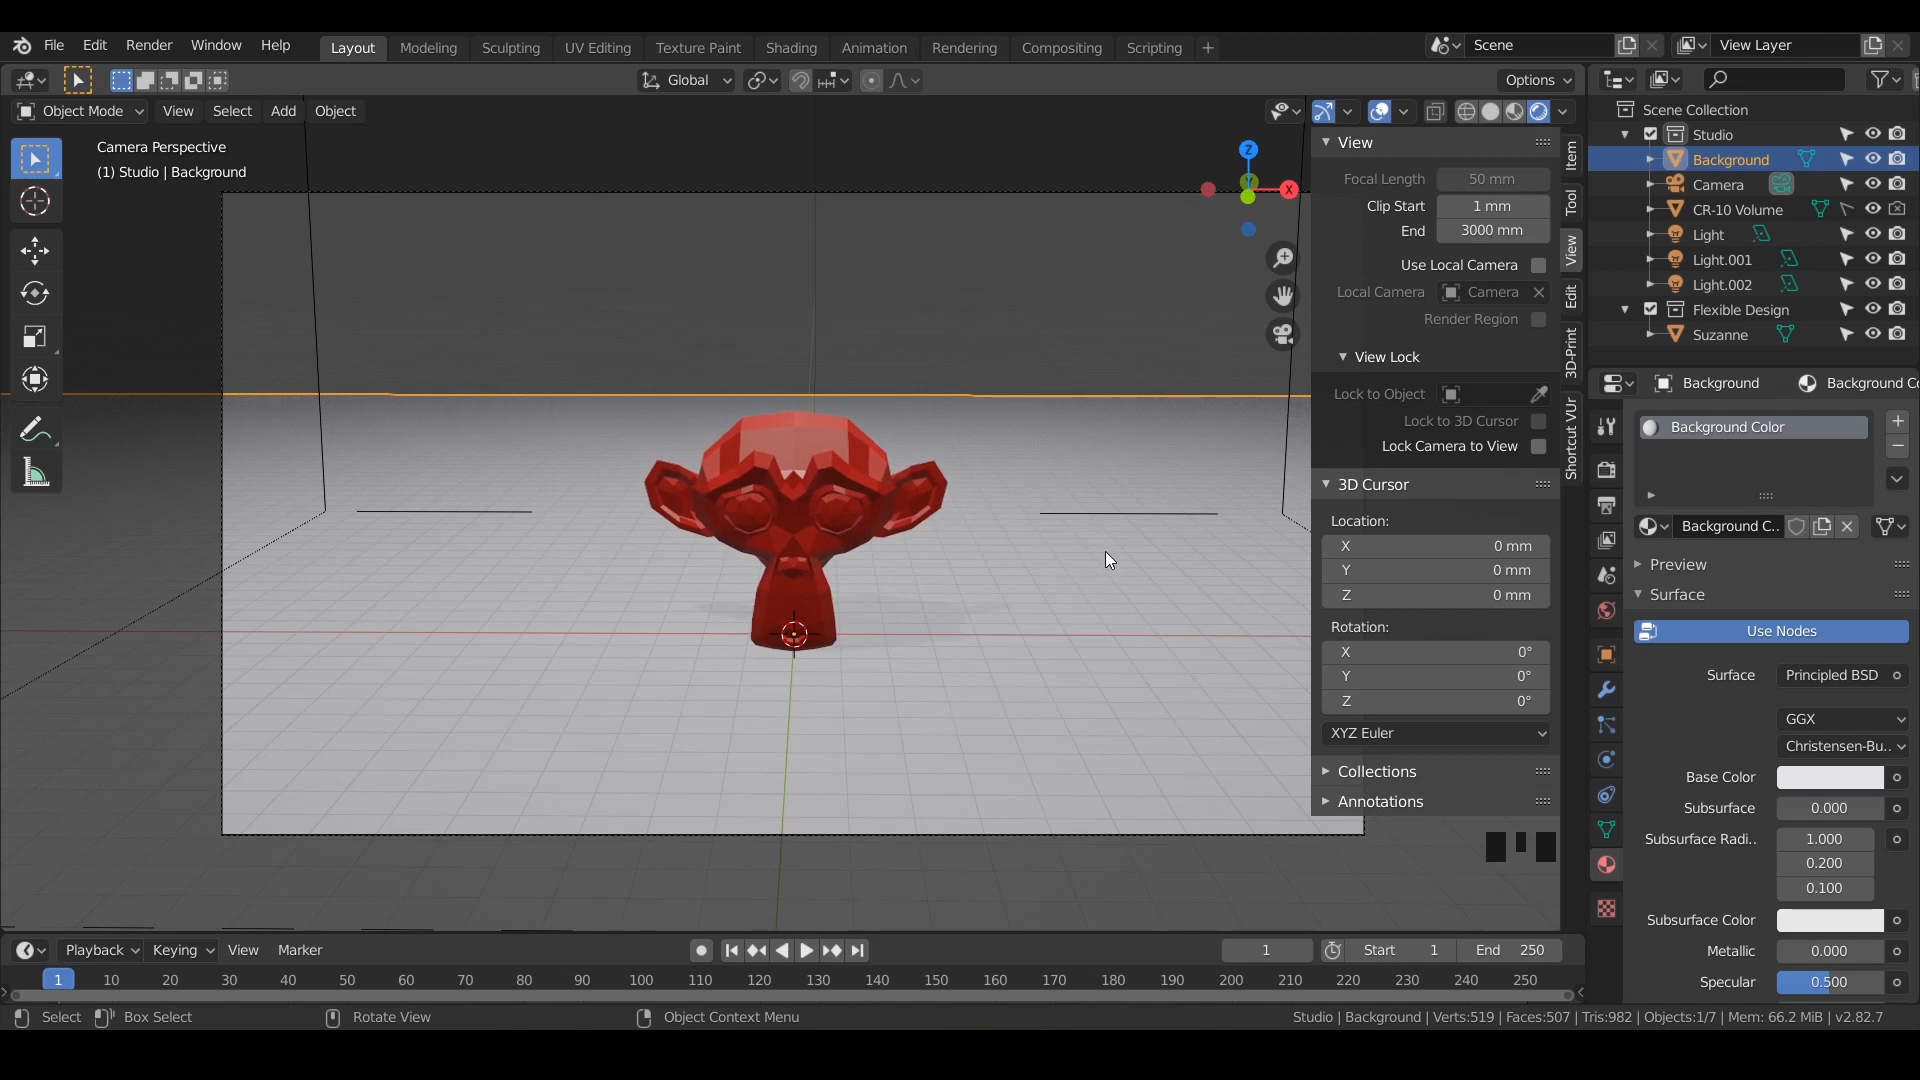 File Edit Render Window Help Layout Modeling Sculpting UV Editing Texture Paint Shading Animation Rendering Compositing Scripting + Scene View Layer
Global Options
Object Mode View Select Add Object
Camera Perspective
(1) Studio | Background
Z
X
Y
View
Focal Length 50 mm
Clip Start 1 mm
End 3000 mm
Use Local Camera
Local Camera Camera
Render Region
View Lock
Lock to Object
Lock to 3D Cursor
Lock Camera to View
3D Cursor
Location:
X 0 mm
Y 0 mm
Z 0 mm
Rotation:
X 0°
Y 0°
Z 0°
XYZ Euler
Collections
Annotations
Item
Tool
View
Edit
3D-Print
Shortcut VUr
Scene Collection
Studio
Background
Camera
CR-10 Volume
Light
Light.001
Light.002
Flexible Design
Suzanne
Background Background Co
Background Color
Background C..
Preview
Surface
Use Nodes
Surface Principled BSD
GGX
Christensen-Bu..
Base Color
Subsurface 0.000
Subsurface Radi.. 1.000
0.200
0.100
Subsurface Color
Metallic 0.000
Specular 0.500
Playback Keying View Marker 1 Start 1 End 250
1 10 20 30 40 50 60 70 80 90 100 110 120 130 140 150 160 170 180 190 200 210 220 230 240 250
Select Box Select Rotate View Object Context Menu Studio | Background | Verts:519 | Faces:507 | Tris:982 | Objects:1/7 | Mem: 66.2 MiB | v2.82.7